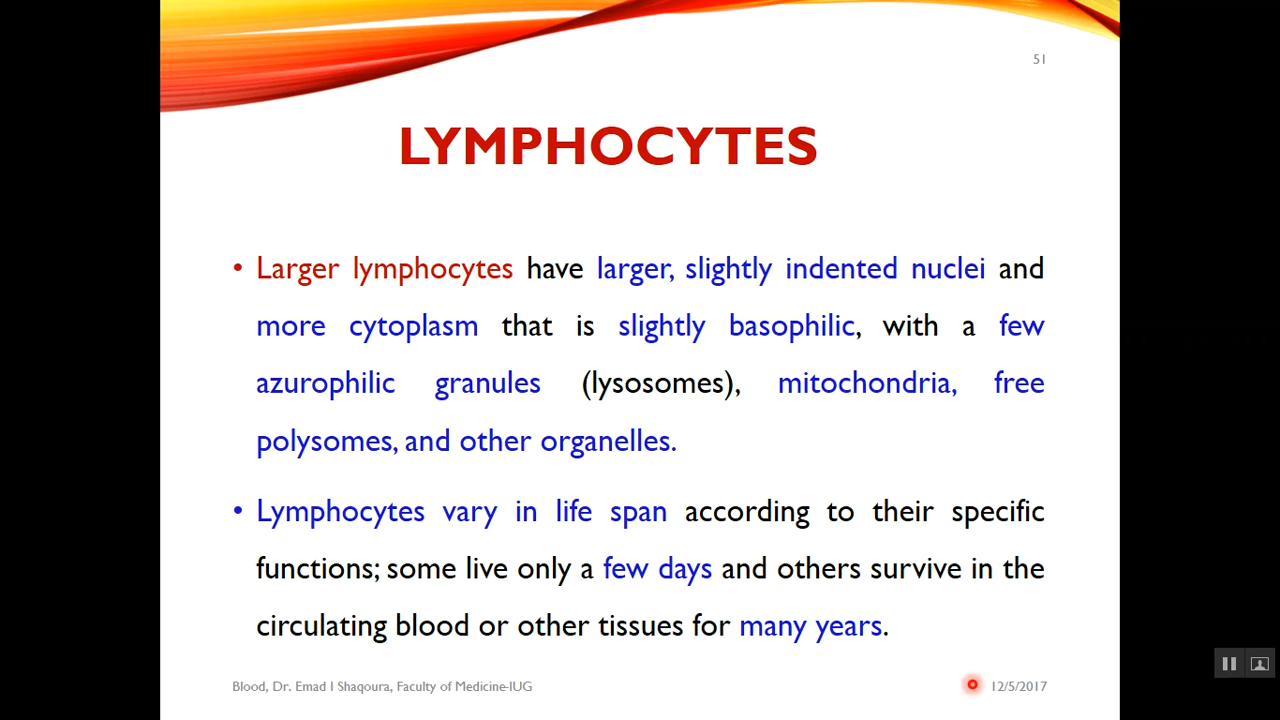 51
LYMPHOCYTES
• Larger lymphocytes have larger, slightly indented nuclei and
more cytoplasm that is slightly basophilic, with a few
azurophilic granules (lysosomes), mitochondria, free
polysomes, and other organelles.
• Lymphocytes vary in life span according to their specific
functions; some live only a few days and others survive in the
circulating blood or other tissues for many years.
Blood, Dr. Emad I Shaqoura, Faculty of Medicine-IUG
12/5/2017